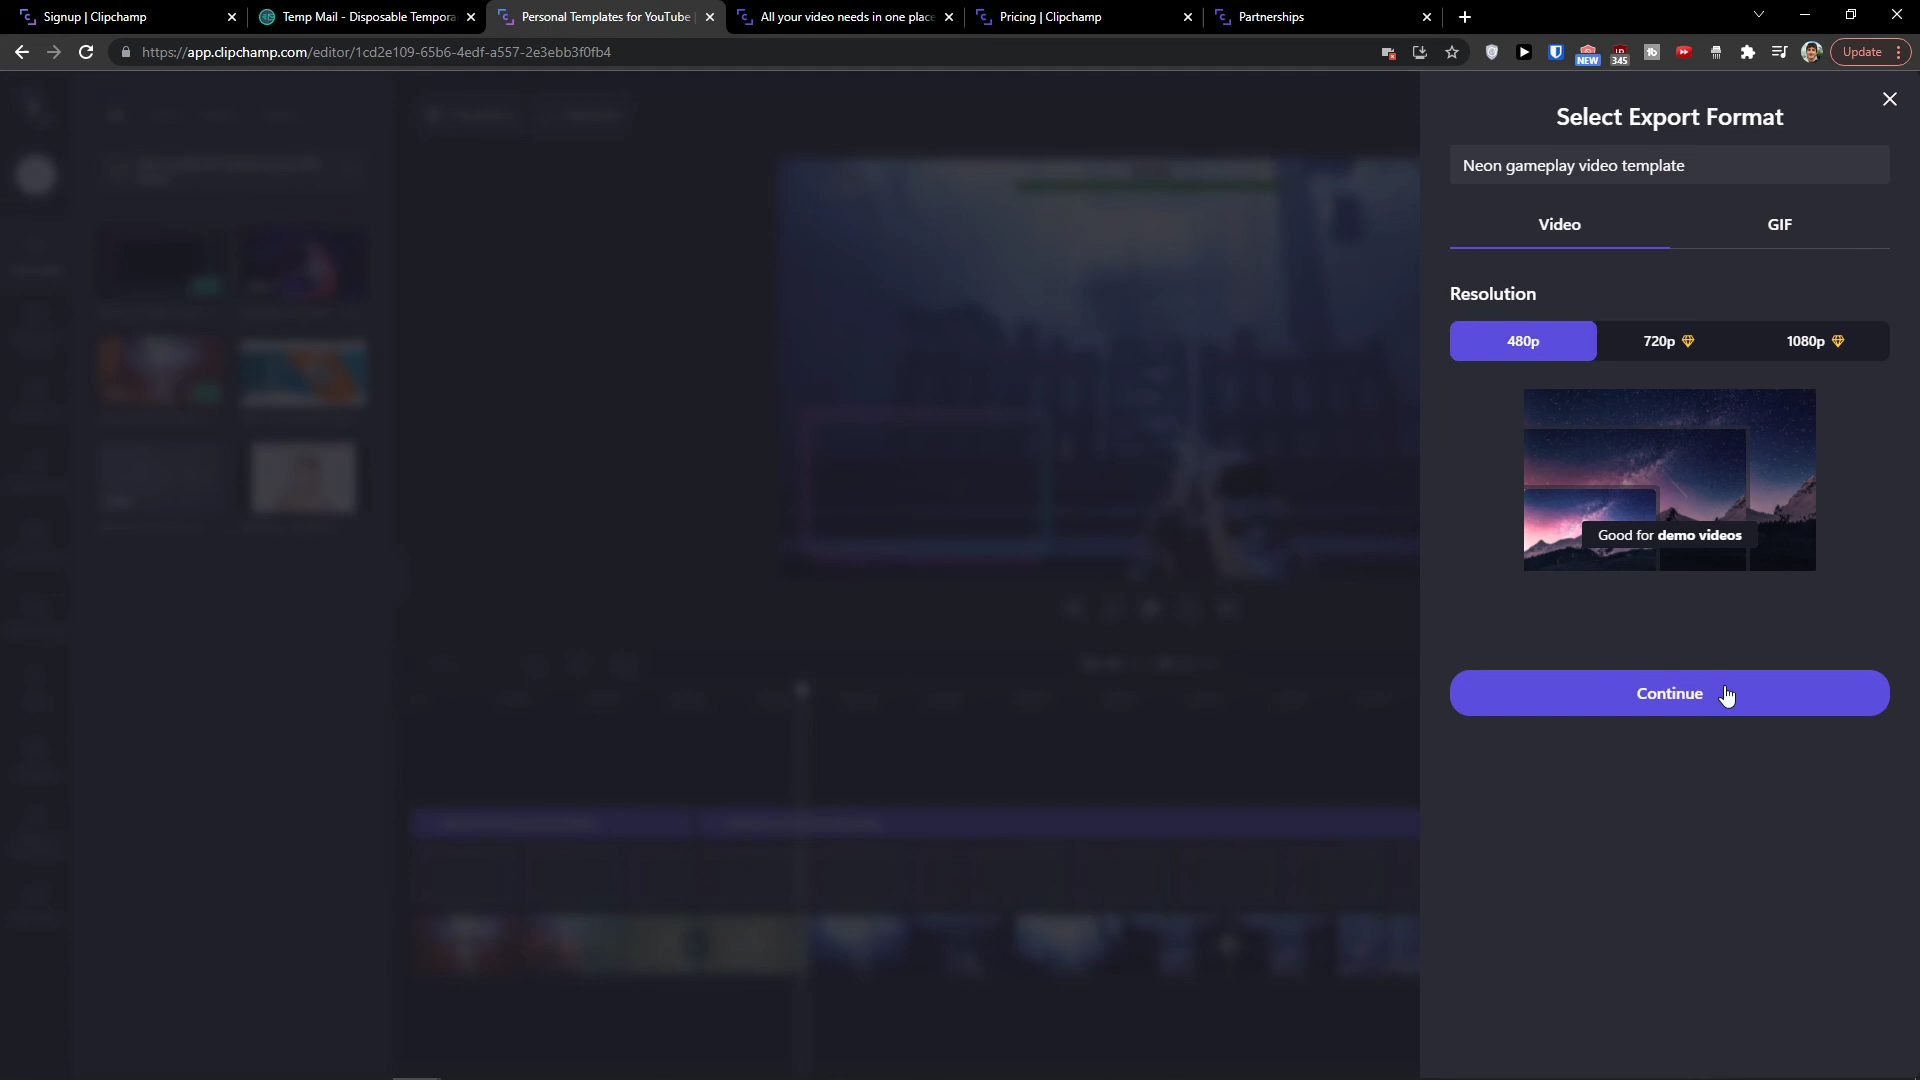 Signup | Clipchamp
Temp Mail - Disposable Tempora
Personal Templates for YouTube
All your video needs in one place
Pricing | Clipchamp
Partnerships
https://app.clipchamp.com/editor/1cd2e109-65b6-4edf-a557-2e3ebb3f0fb4
NEW
345
Update
Select Export Format
Neon gameplay video template
Video
GIF
Resolution
480p
720p
1080p
Good for demo videos
Continue